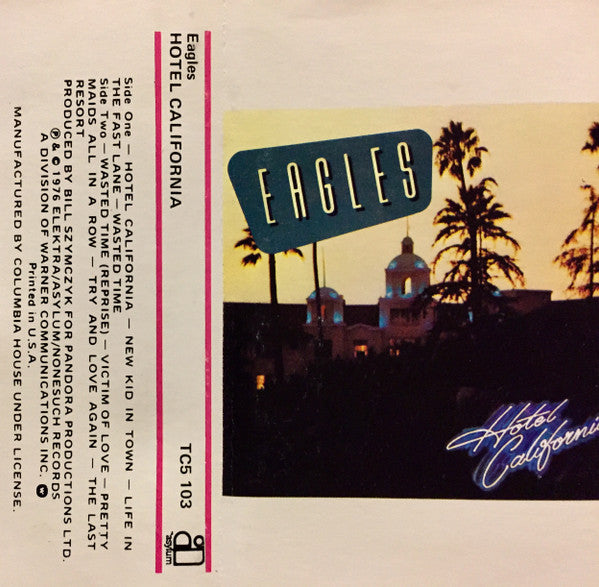 Eagles
HOTEL CALIFORNIA
TC5 103
asylum
Side One — HOTEL CALIFORNIA — NEW KID IN TOWN — LIFE IN
THE FAST LANE — WASTED TIME
Side Two — WASTED TIME (REPRISE) — VICTIM OF LOVE — PRETTY
MAIDS ALL IN A ROW — TRY AND LOVE AGAIN — THE LAST
RESORT
PRODUCED BY BILL SZYMCZYK FOR PANDORA PRODUCTIONS LTD.
℗ & © 1976 ELEKTRA/ASYLUM/NONESUCH RECORDS
A DIVISION OF WARNER COMMUNICATIONS INC.
Printed in U.S.A.
MANUFACTURED BY COLUMBIA HOUSE UNDER LICENSE.
EAGLES
Hotel
California